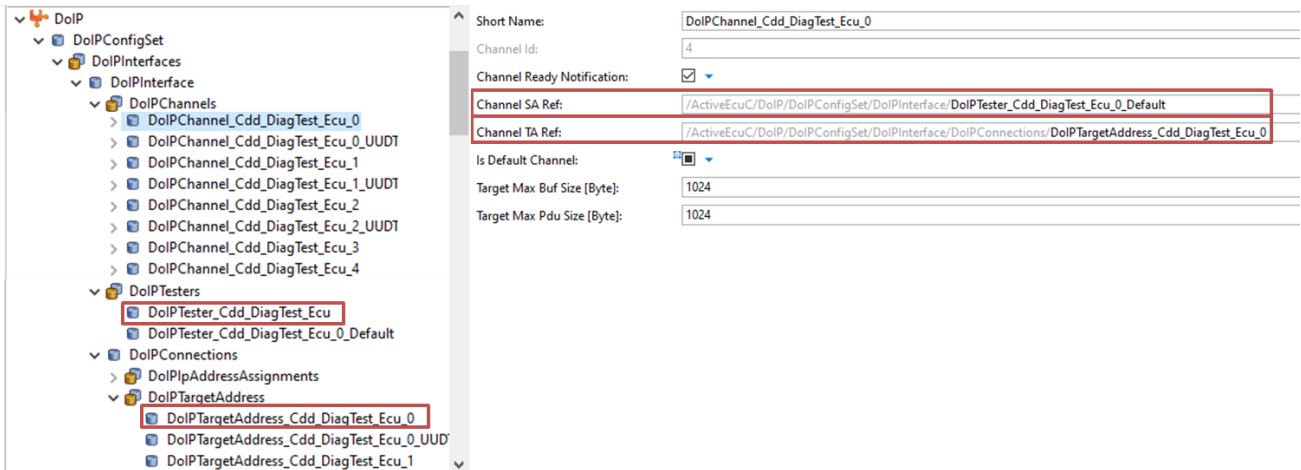 DoIP
DoIPConfigSet
DoIPInterfaces
DoIPInterface
DoIPChannels
DoIPChannel_Cdd_DiagTest_Ecu_0
DoIPChannel_Cdd_DiagTest_Ecu_0_UUDT
DoIPChannel_Cdd_DiagTest_Ecu_1
DoIPChannel_Cdd_DiagTest_Ecu_1_UUDT
DoIPChannel_Cdd_DiagTest_Ecu_2
DoIPChannel_Cdd_DiagTest_Ecu_2_UUDT
DoIPChannel_Cdd_DiagTest_Ecu_3
DoIPChannel_Cdd_DiagTest_Ecu_4
DoIPTesters
DoIPTester_Cdd_DiagTest_Ecu
DoIPTester_Cdd_DiagTest_Ecu_0_Default
DoIPConnections
DoIPIpAddressAssignments
DoIPTargetAddress
DoIPTargetAddress_Cdd_DiagTest_Ecu_0
DoIPTargetAddress_Cdd_DiagTest_Ecu_0_UUD
DoIPTargetAddress_Cdd_DiagTest_Ecu_1
Short Name: DoIPChannel_Cdd_DiagTest_Ecu_0
Channel Id: 4
Channel Ready Notification:
Channel SA Ref: /ActiveEcuC/DoIP/DoIPConfigSet/DoIPInterface/DoIPTester_Cdd_DiagTest_Ecu_0_Default
Channel TA Ref: /ActiveEcuC/DoIP/DoIPConfigSet/DoIPInterface/DoIPConnections/DoIPTargetAddress_Cdd_DiagTest_Ecu_0
Is Default Channel:
Target Max Buf Size [Byte]: 1024
Target Max Pdu Size [Byte]: 1024